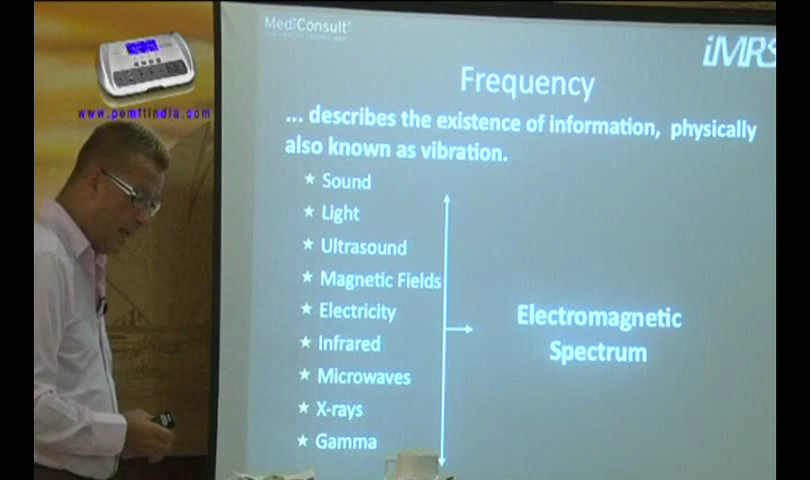 MediConsult
iMRS
www.pemftindia.com
Frequency
... describes the existence of information, physically
also known as vibration.
★ Sound
★ Light
★ Ultrasound
★ Magnetic Fields
★ Electricity
★ Infrared
★ Microwaves
★ X-rays
★ Gamma
Electromagnetic
Spectrum